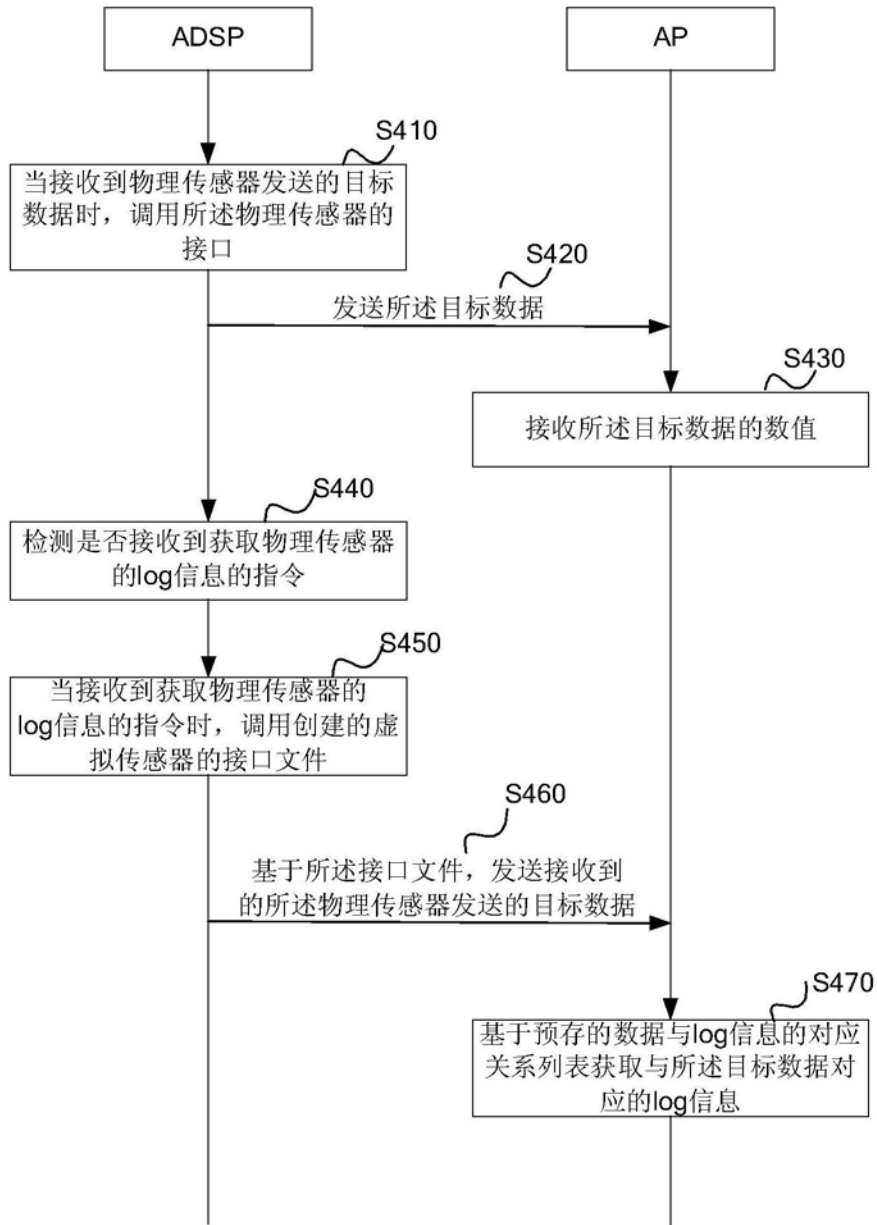 ADSP
AP
S410
当接收到物理传感器发送的目标
数据时，调用所述物理传感器的
接口
S420
发送所述目标数据
S430
接收所述目标数据的数值
S440
检测是否接收到获取物理传感器
的log信息的指令
S450
当接收到获取物理传感器的
log信息的指令时，调用创建的虚
拟传感器的接口文件
S460
基于所述接口文件，发送接收到
的所述物理传感器发送的目标数据
S470
基于预存的数据与log信息的对应
关系列表获取与所述目标数据对
应的log信息